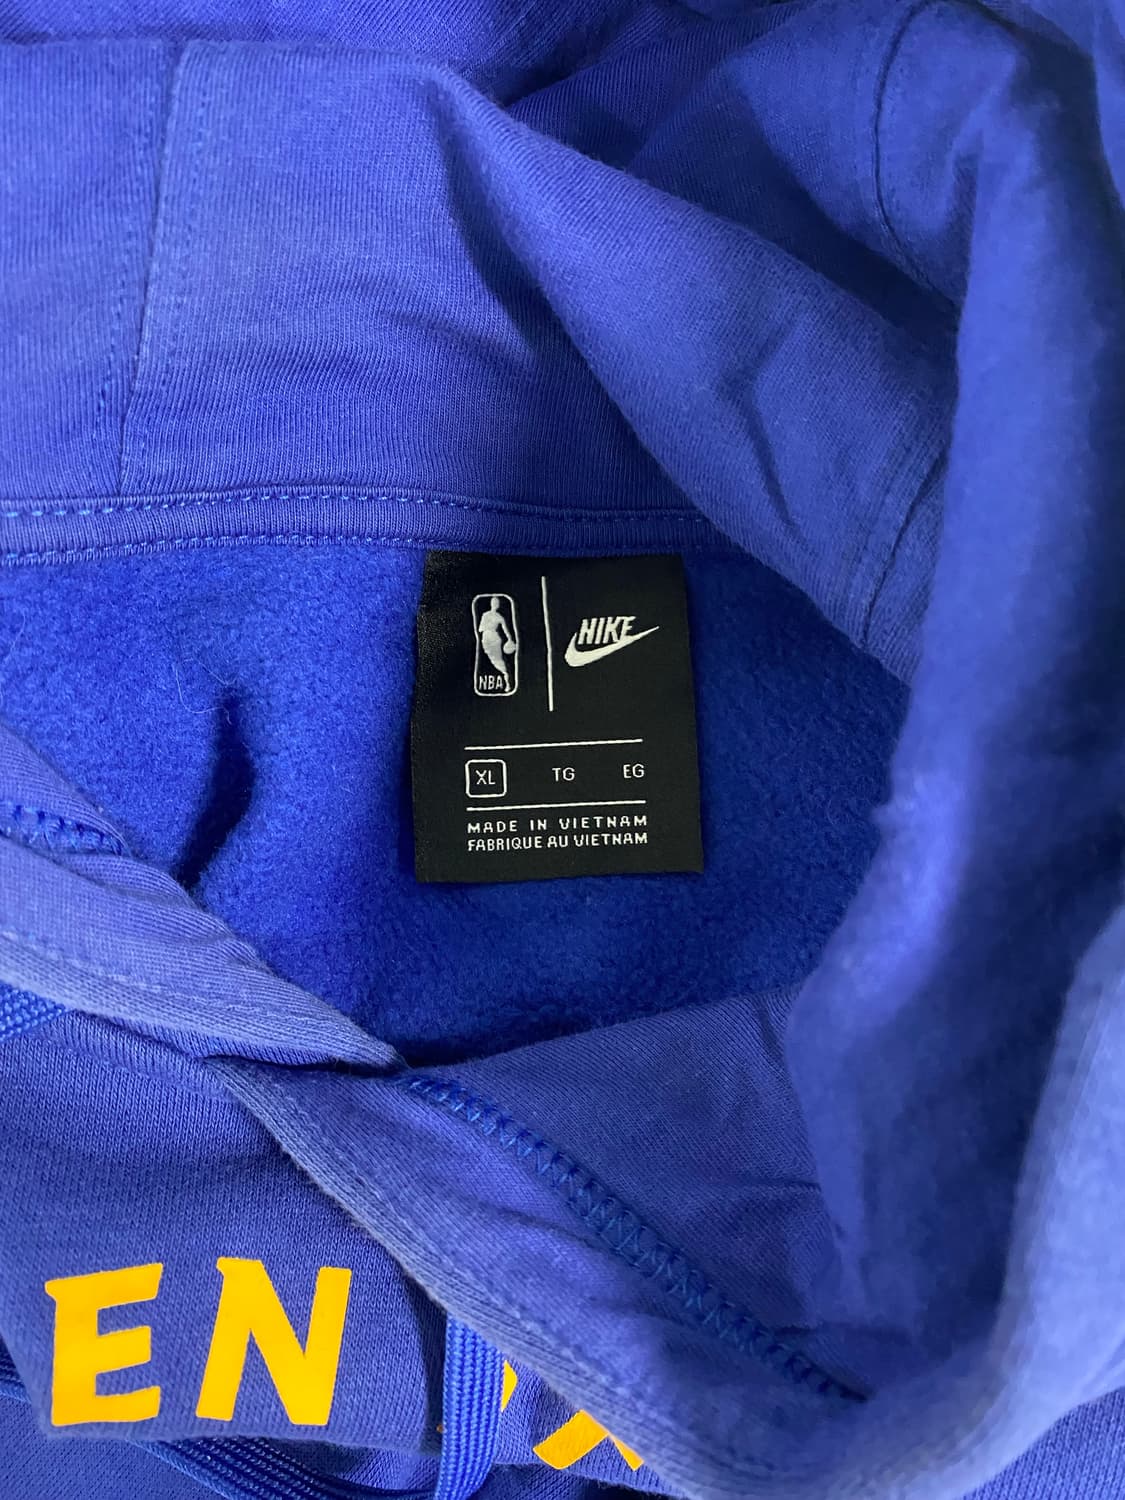 NBA
NIKE
XL TG EG
MADE IN VIETNAM
FABRIQUE AU VIETNAM
EN